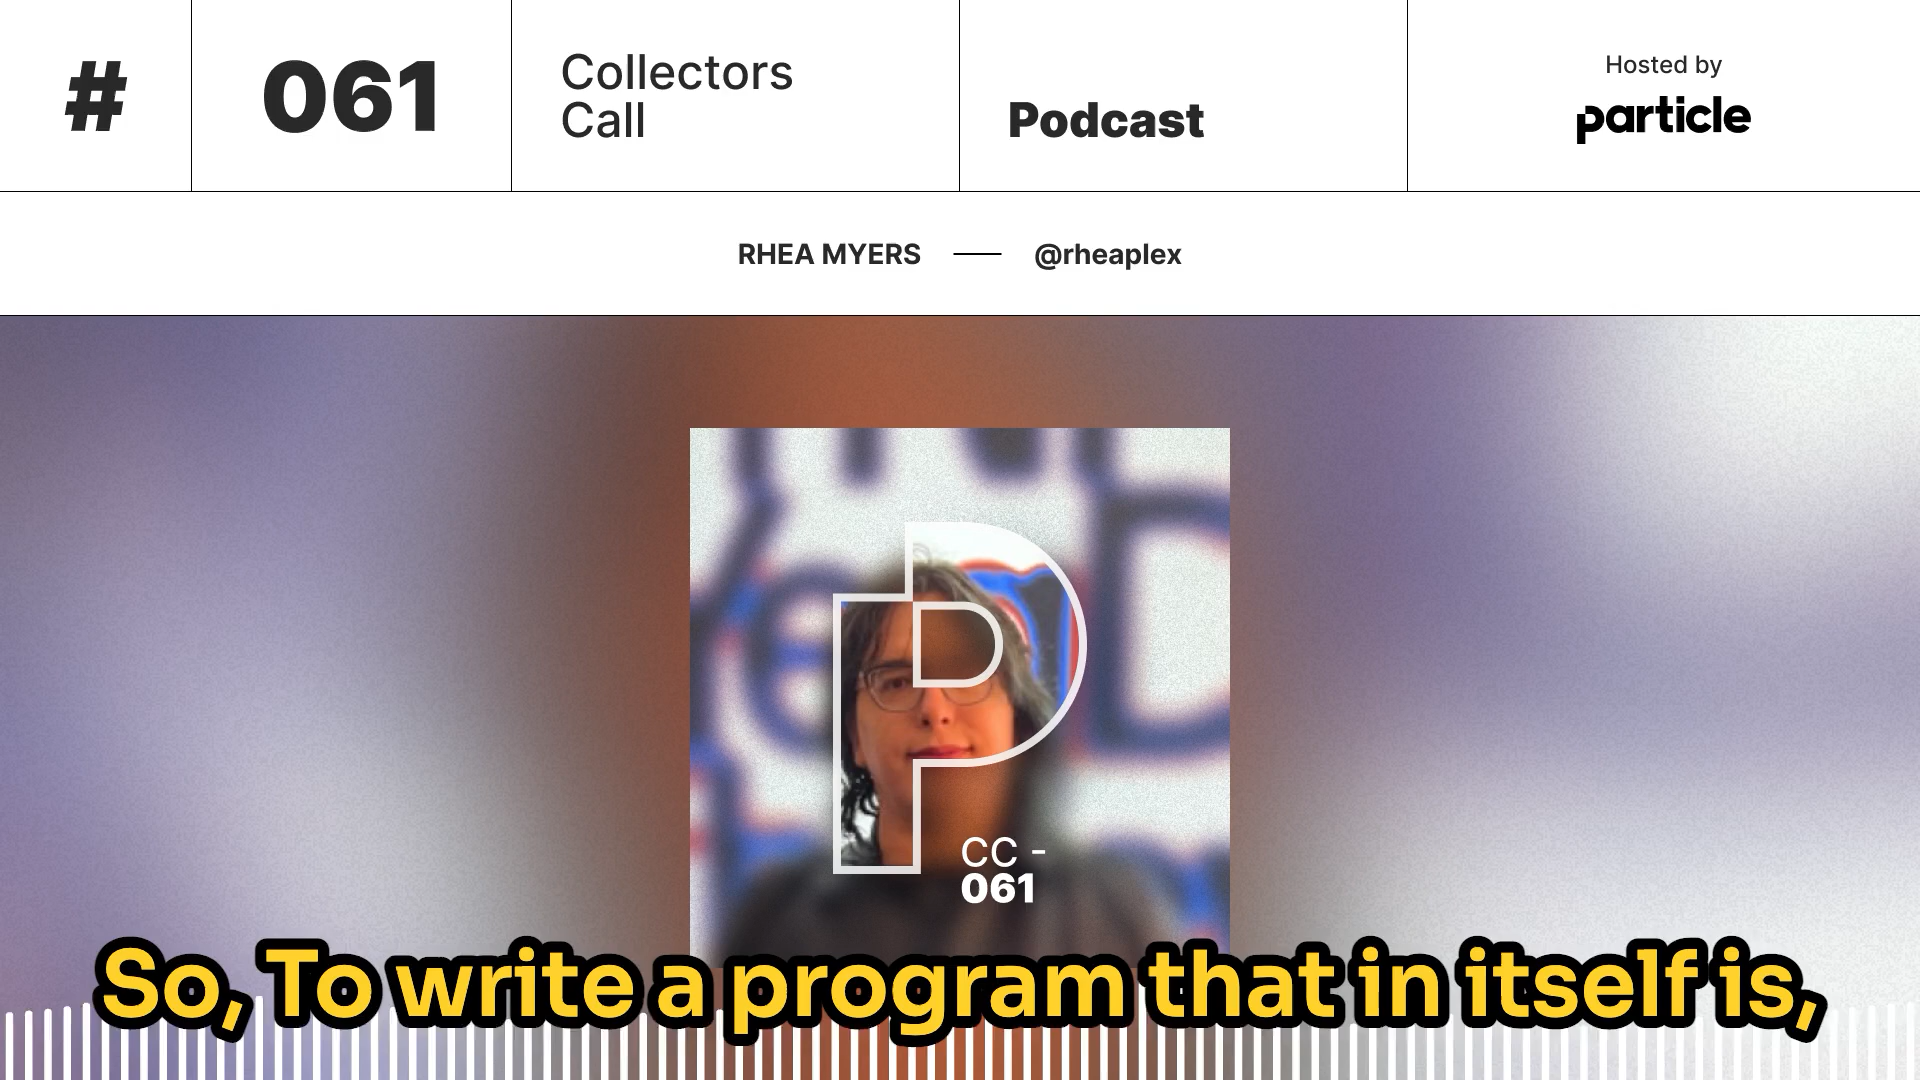 #
061
Collectors
Call
Podcast
Hosted by
particle
RHEA MYERS — @rheaplex
CC -
061
So, To write a program that in itself is,